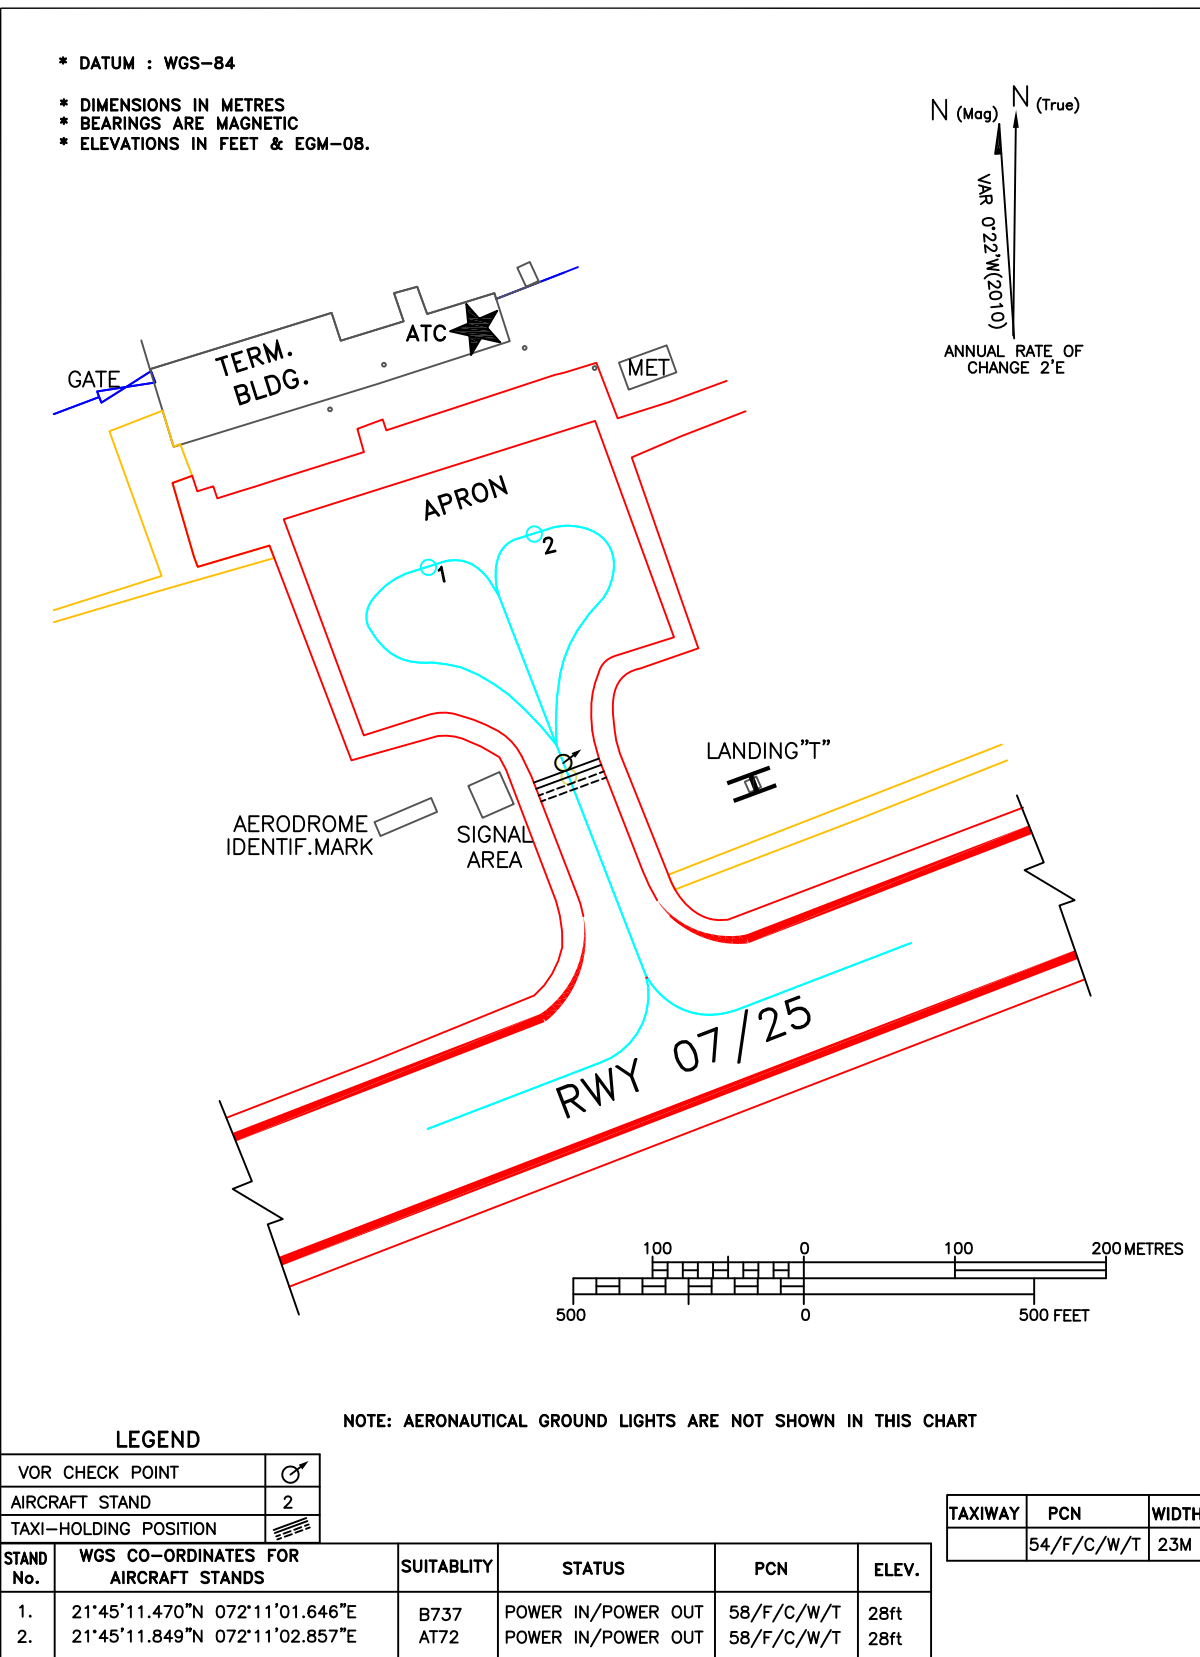 * DATUM : WGS-84
* DIMENSIONS IN METRES
* BEARINGS ARE MAGNETIC
* ELEVATIONS IN FEET & EGM-08.
N (Mag)
N (True)
VAR 0°22'W(2010)
ANNUAL RATE OF
CHANGE 2'E
GATE
TERM.
BLDG.
ATC
MET
APRON
1
2
LANDING"T"
AERODROME
IDENTIF.MARK
SIGNAL
AREA
RWY 07/25
100 0 100 200 METRES
500 0 500 FEET
NOTE: AERONAUTICAL GROUND LIGHTS ARE NOT SHOWN IN THIS CHART
LEGEND
VOR CHECK POINT
AIRCRAFT STAND 2
TAXI-HOLDING POSITION
TAXIWAY PCN WIDTH
54/F/C/W/T 23M
STAND No. WGS CO-ORDINATES FOR AIRCRAFT STANDS SUITABLITY STATUS PCN ELEV.
1. 21°45'11.470"N 072°11'01.646"E B737 POWER IN/POWER OUT 58/F/C/W/T 28ft
2. 21°45'11.849"N 072°11'02.857"E AT72 POWER IN/POWER OUT 58/F/C/W/T 28ft